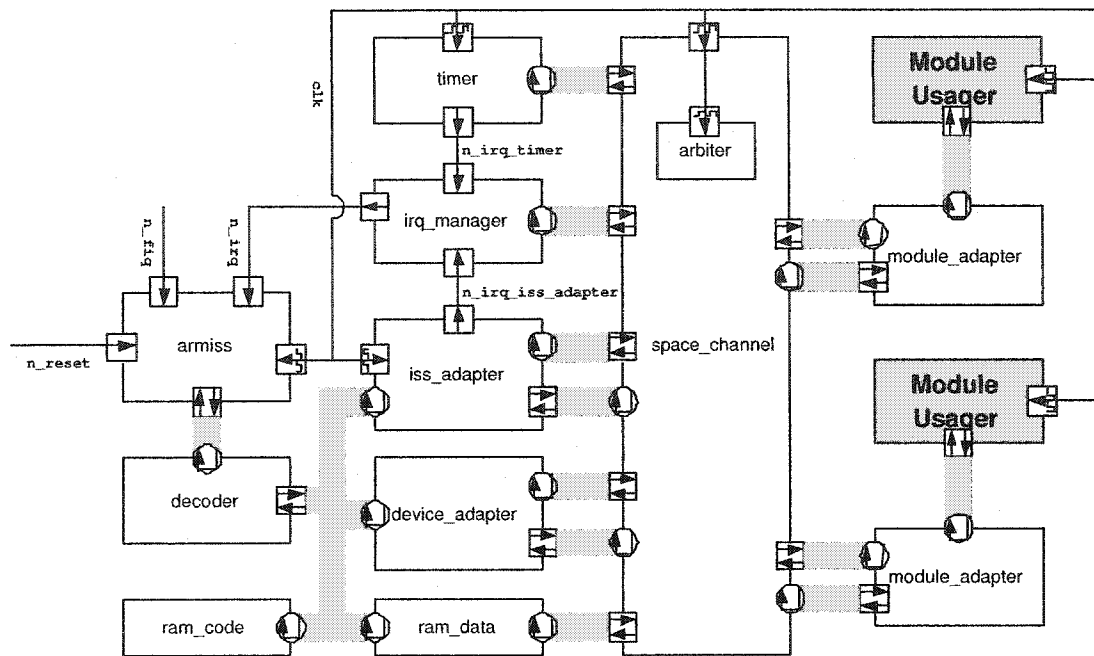 clk
timer
Module
Usager
n_irq_timer
arbiter
n_fiq
n_irq
irq_manager
module_adapter
n_irq_iss_adapter
armiss
space_channel
n_reset
iss_adapter
Module
Usager
decoder
device_adapter
module_adapter
ram_code
ram_data